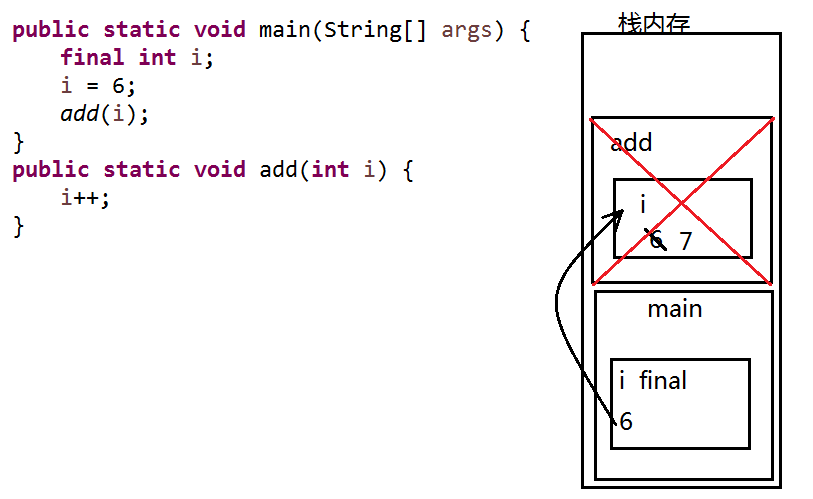 public static void main(String[] args) {
    final int i;
    i = 6;
    add(i);
}
public static void add(int i) {
    i++;
}
栈内存
add
i
6 7
main
i final
6